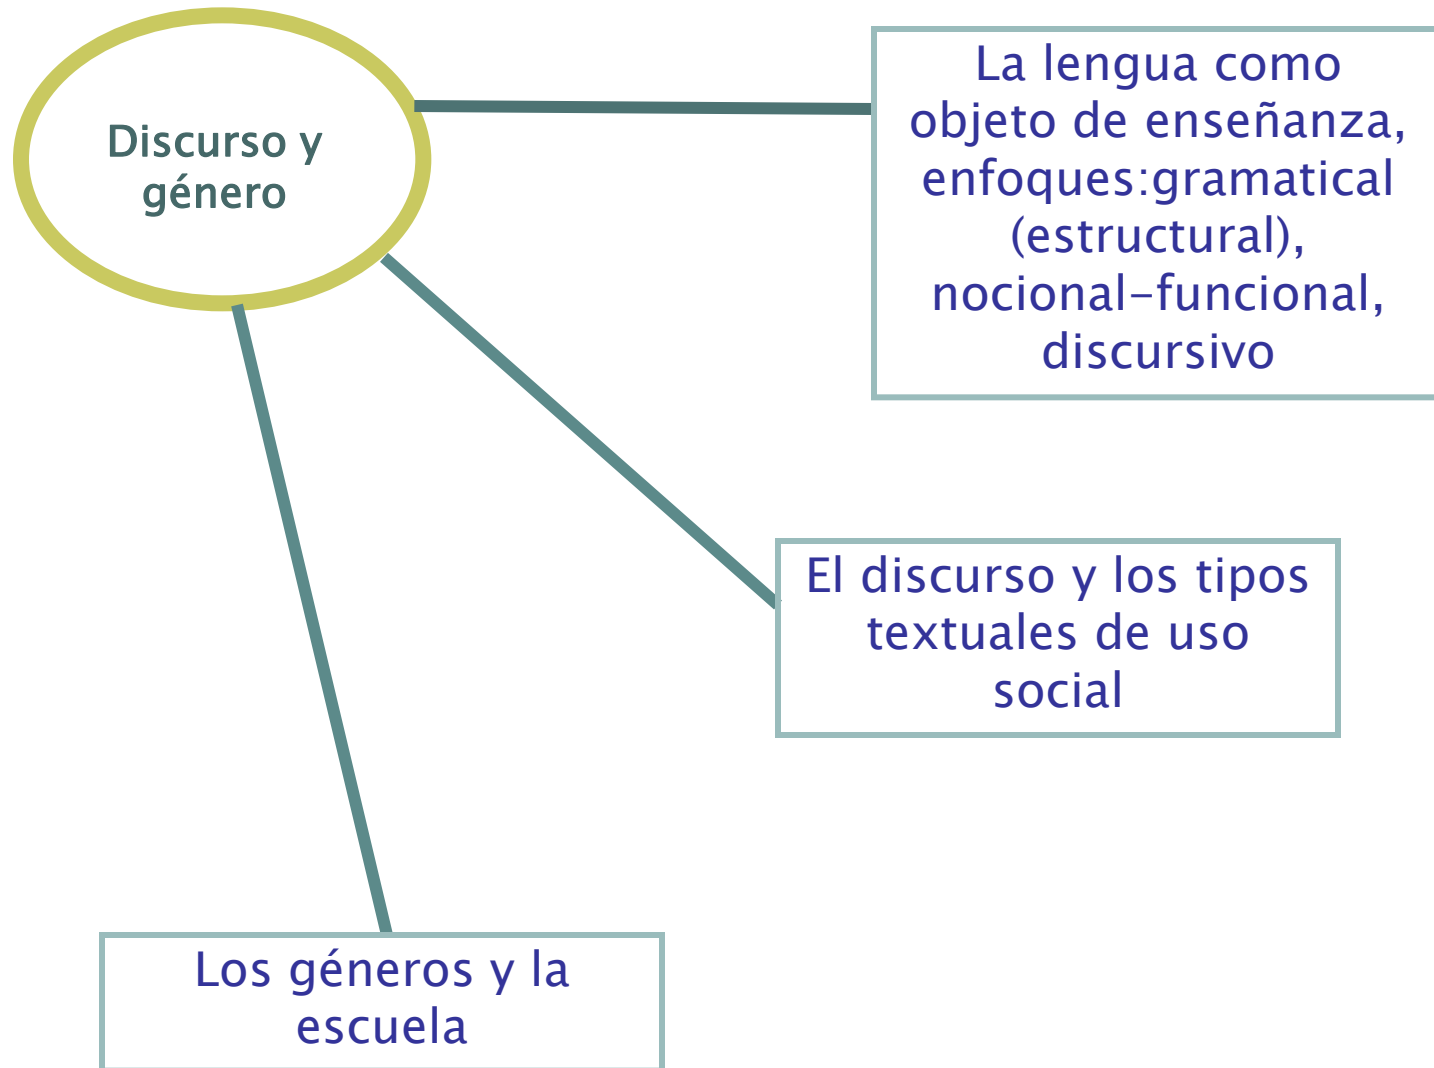 Discurso y
género
La lengua como
objeto de enseñanza,
enfoques:gramatical
(estructural),
nocional-funcional,
discursivo
El discurso y los tipos
textuales de uso
social
Los géneros y la
escuela